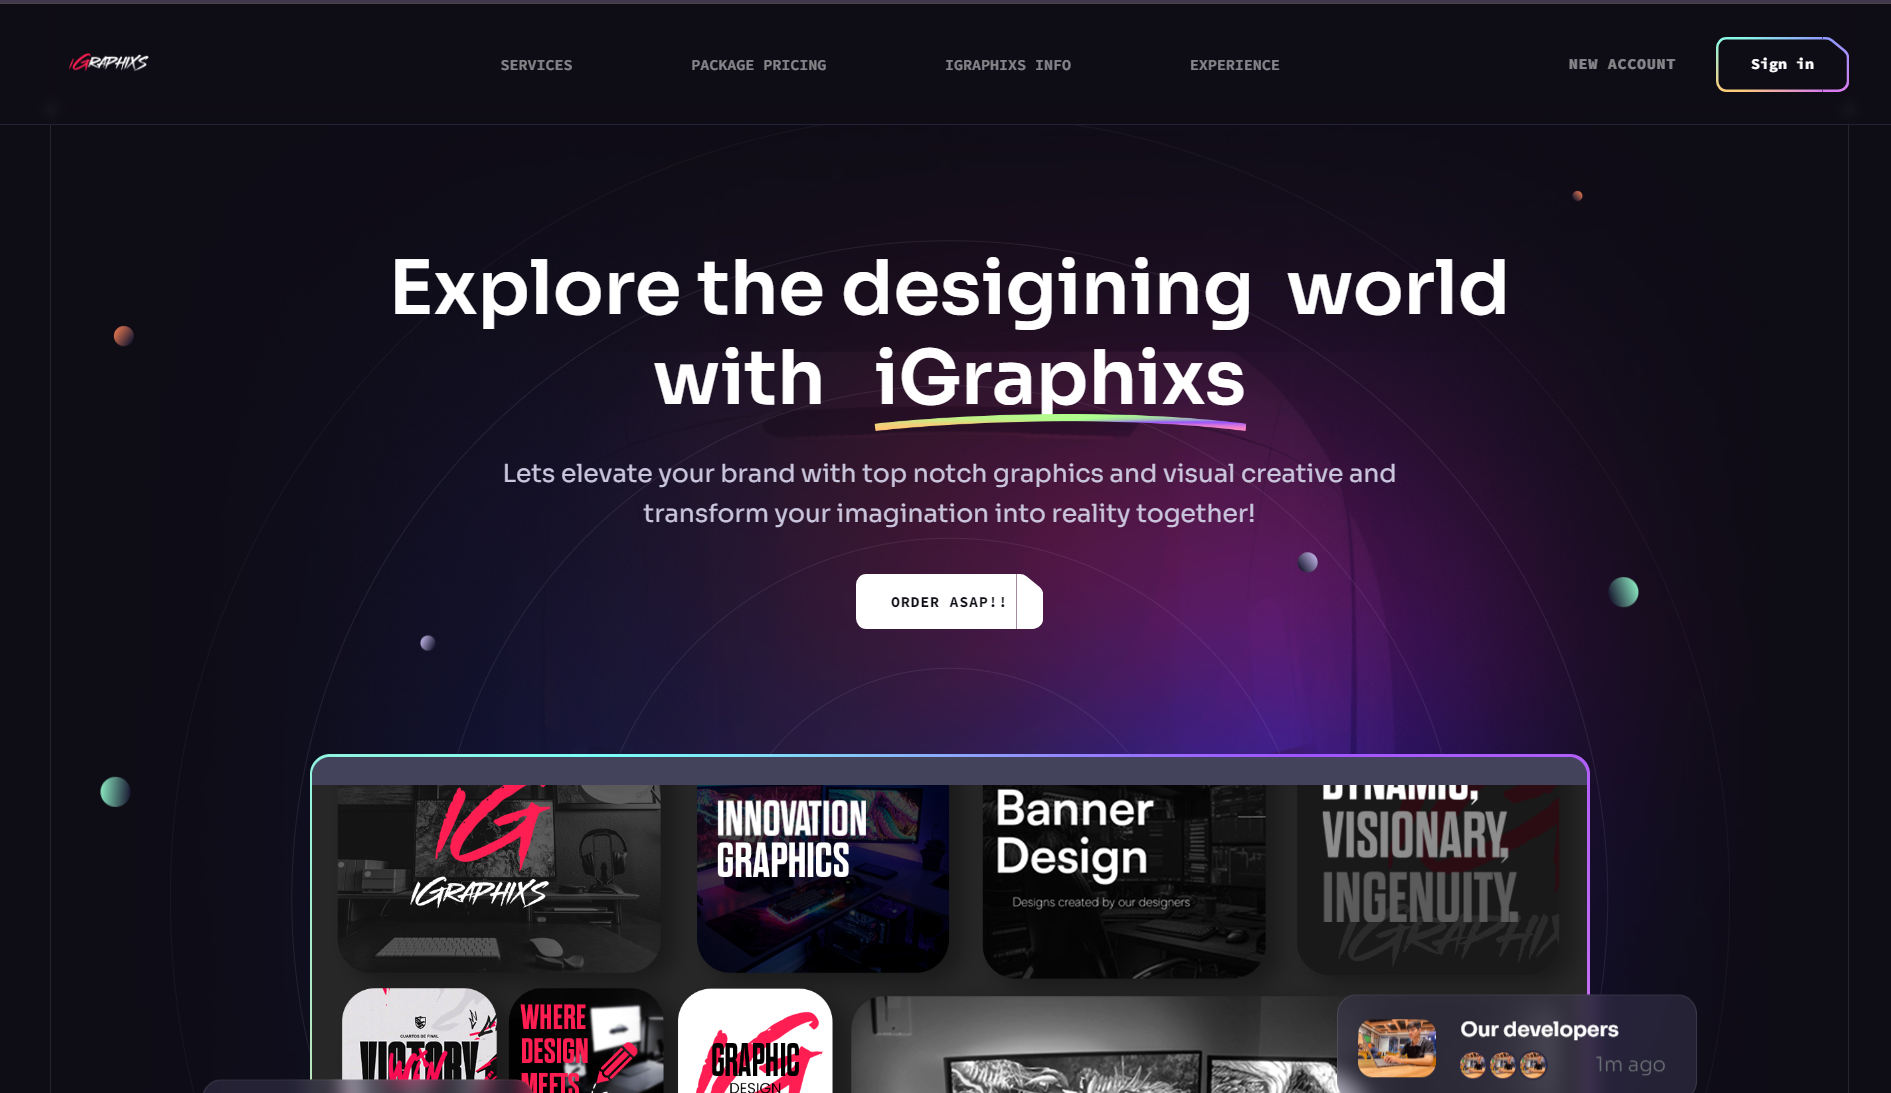 iGRAPHIXS
SERVICES
PACKAGE PRICING
IGRAPHIXS INFO
EXPERIENCE
NEW ACCOUNT
Sign in
Explore the desigining world
with iGraphixs
Lets elevate your brand with top notch graphics and visual creative and
transform your imagination into reality together!
ORDER ASAP!!
IG
IGRAPHIXS
INNOVATION
GRAPHICS
Banner
Design
Designs created by our designers
DYNAMIC,
VISIONARY,
INGENUITY.
IGRAPHIX
CUARTOS DE FINAL
VICTORY
WHERE
DESIGN
MEETS
GRAPHIC
DESIGN
Our developers
1m ago